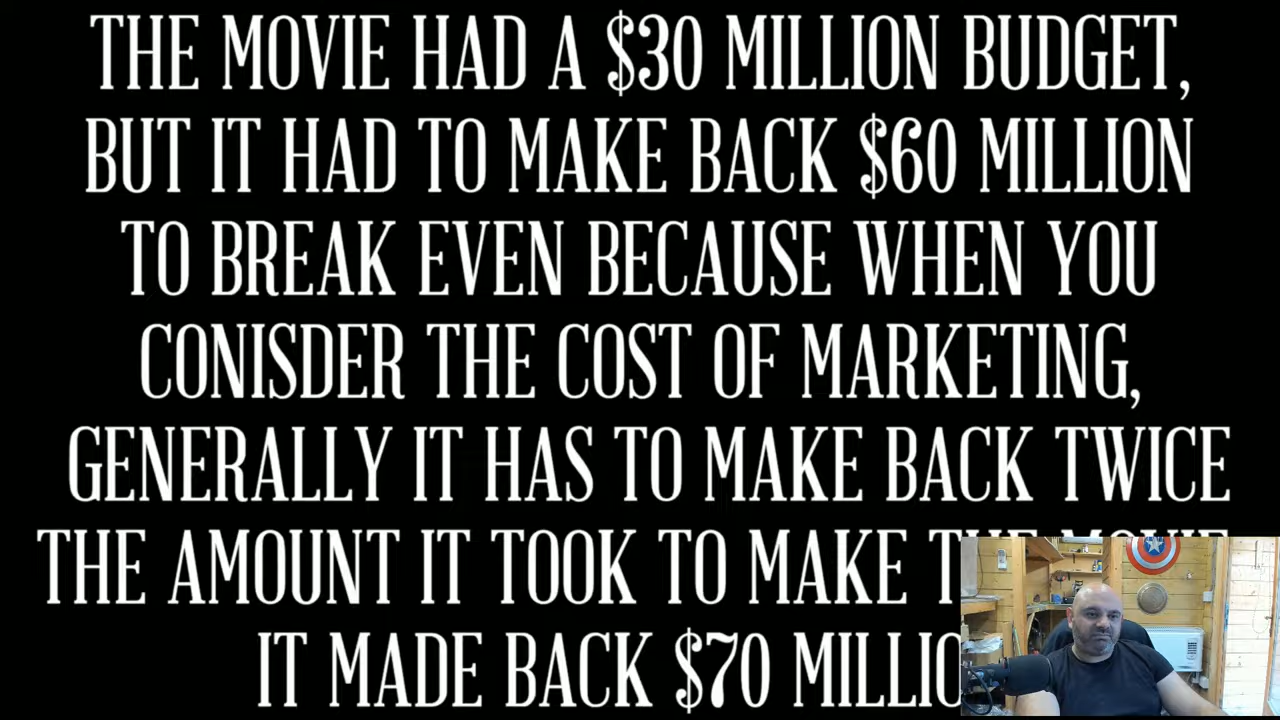 THE MOVIE HAD A $30 MILLION BUDGET,
BUT IT HAD TO MAKE BACK $60 MILLION
TO BREAK EVEN BECAUSE WHEN YOU
CONISDER THE COST OF MARKETING,
GENERALLY IT HAS TO MAKE BACK TWICE
THE AMOUNT IT TOOK TO MAKE
IT MADE BACK $70